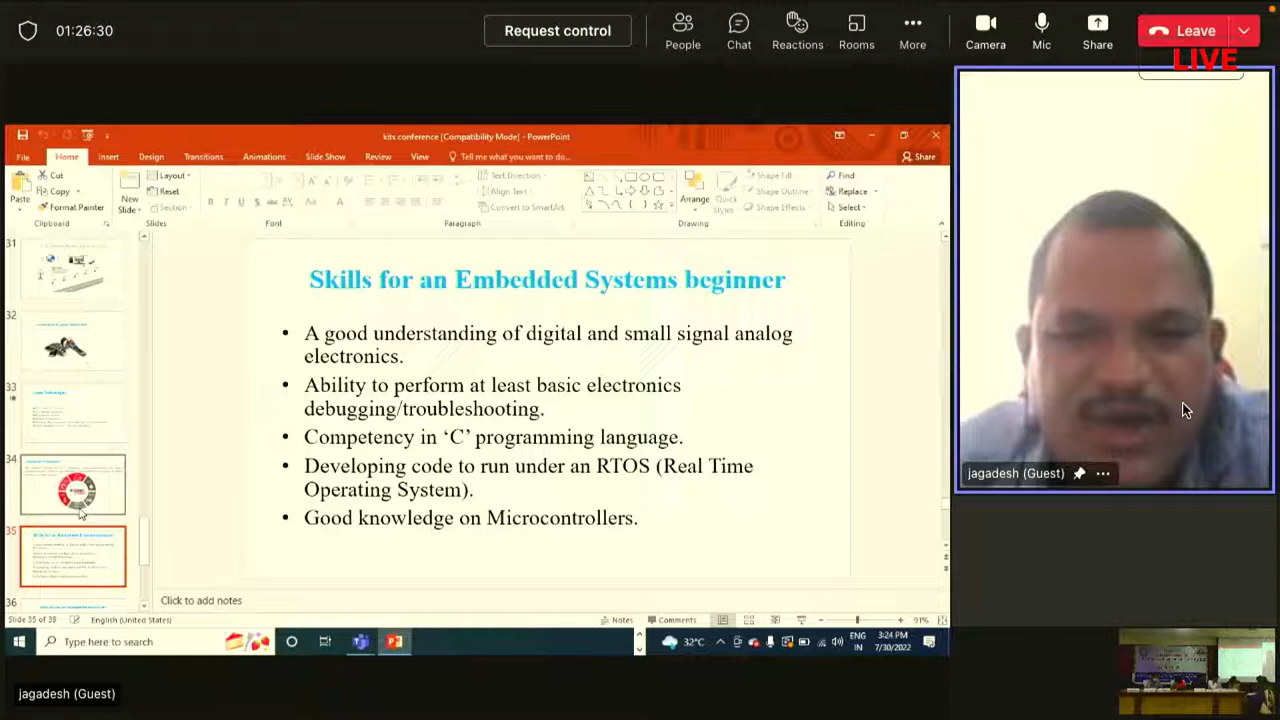 01:26:30
Request control
People
Chat
Reactions
Rooms
More
Camera
Mic
Share
Leave
LIVE
kits conference [Compatibility Mode] - PowerPoint
File
Home
Insert
Design
Transitions
Animations
Slide Show
Review
View
Tell me what you want to do...
Share
Paste
Cut
Copy
Format Painter
Clipboard
New
Slide
Layout
Reset
Section
Slides
Font
Text Direction
Align Text
Convert to SmartArt
Paragraph
Arrange
Quick
Styles
Shape Fill
Shape Outline
Shape Effects
Drawing
Find
Replace
Select
Editing
31
32
33
34
35
36
Skills for an Embedded Systems beginner
• A good understanding of digital and small signal analog
electronics.
• Ability to perform at least basic electronics
debugging/troubleshooting.
• Competency in ‘C’ programming language.
• Developing code to run under an RTOS (Real Time
Operating System).
• Good knowledge on Microcontrollers.
Click to add notes
Slide 35 of 39
English (United States)
Notes
Comments
91%
Type here to search
32°C
ENG
IN
3:24 PM
7/30/2022
jagadesh (Guest)
jagadesh (Guest)